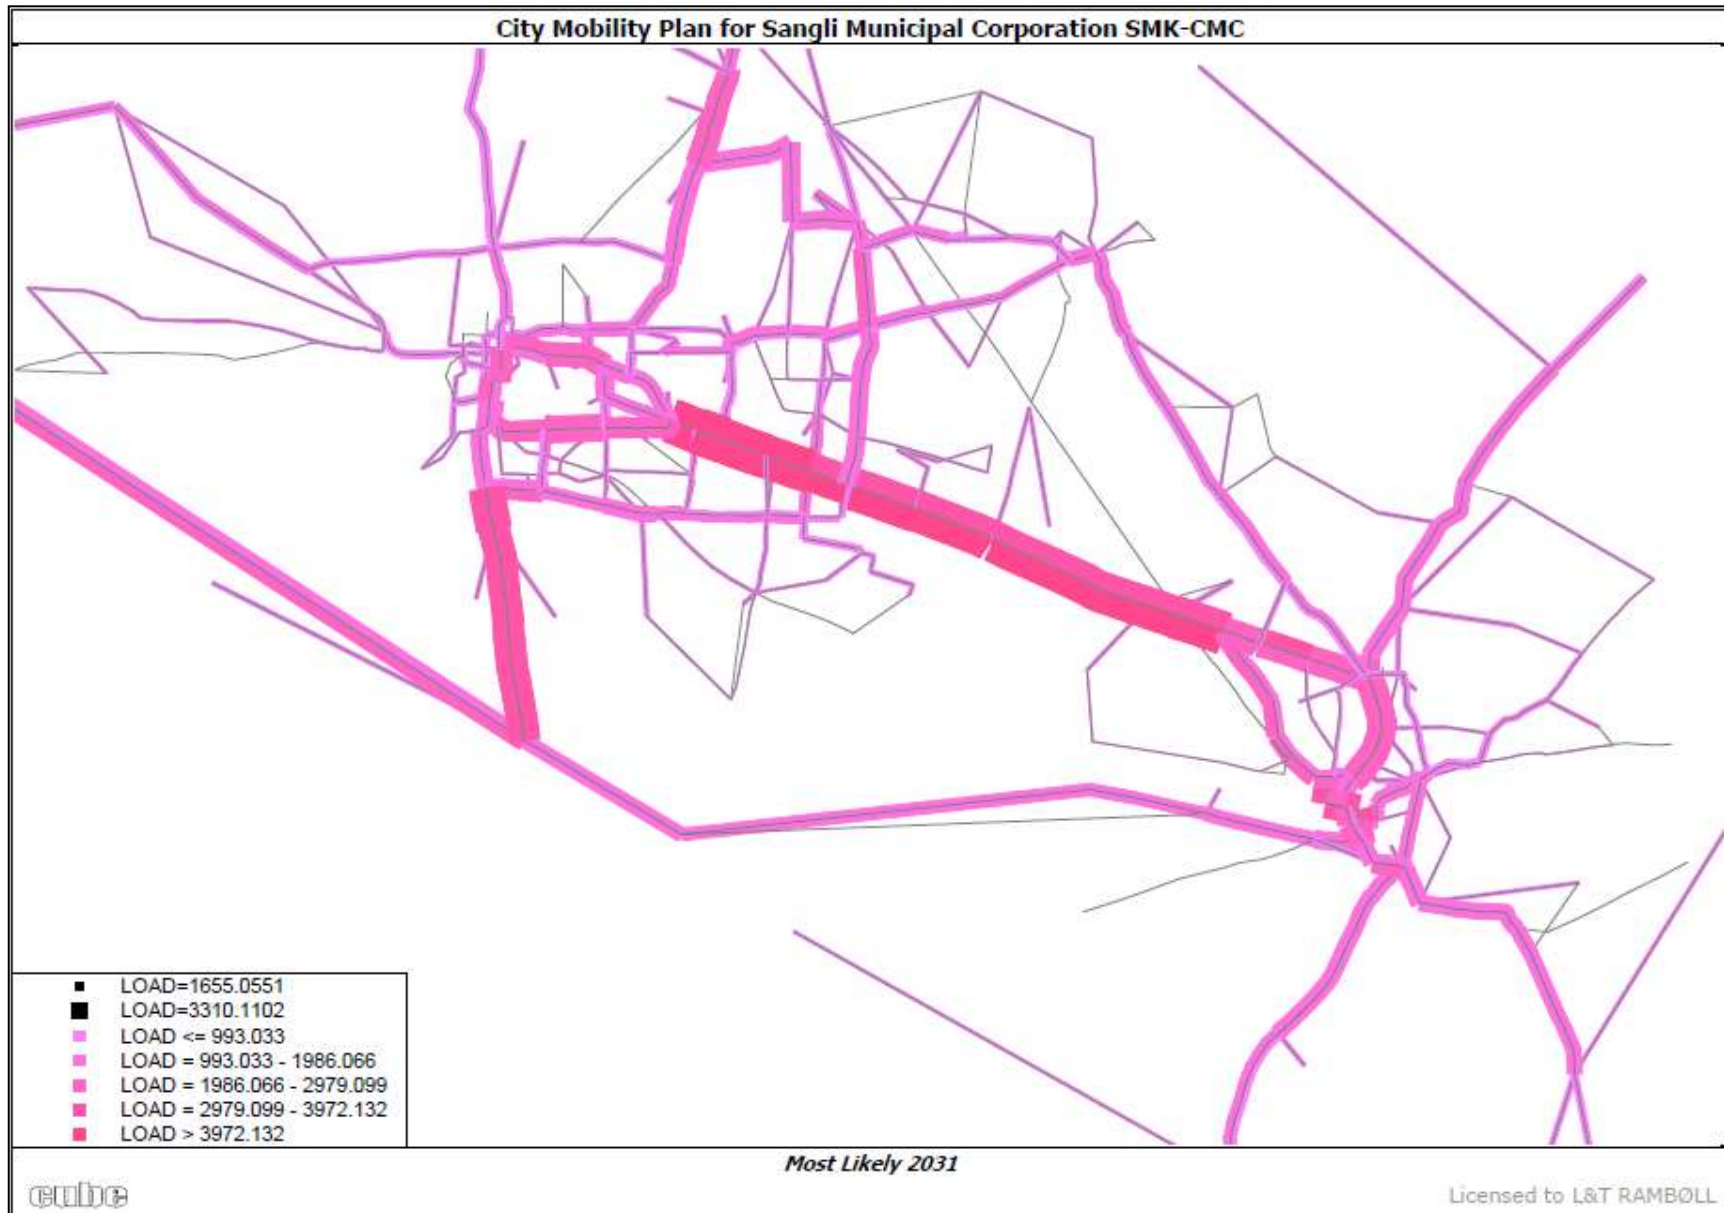 City Mobility Plan for Sangli Municipal Corporation SMK-CMC
LOAD=1655.0551
LOAD=3310.1102
LOAD <= 993.033
LOAD = 993.033 - 1986.066
LOAD = 1986.066 - 2979.099
LOAD = 2979.099 - 3972.132
LOAD > 3972.132
Most Likely 2031
cube
Licensed to L&T RAMBØLL